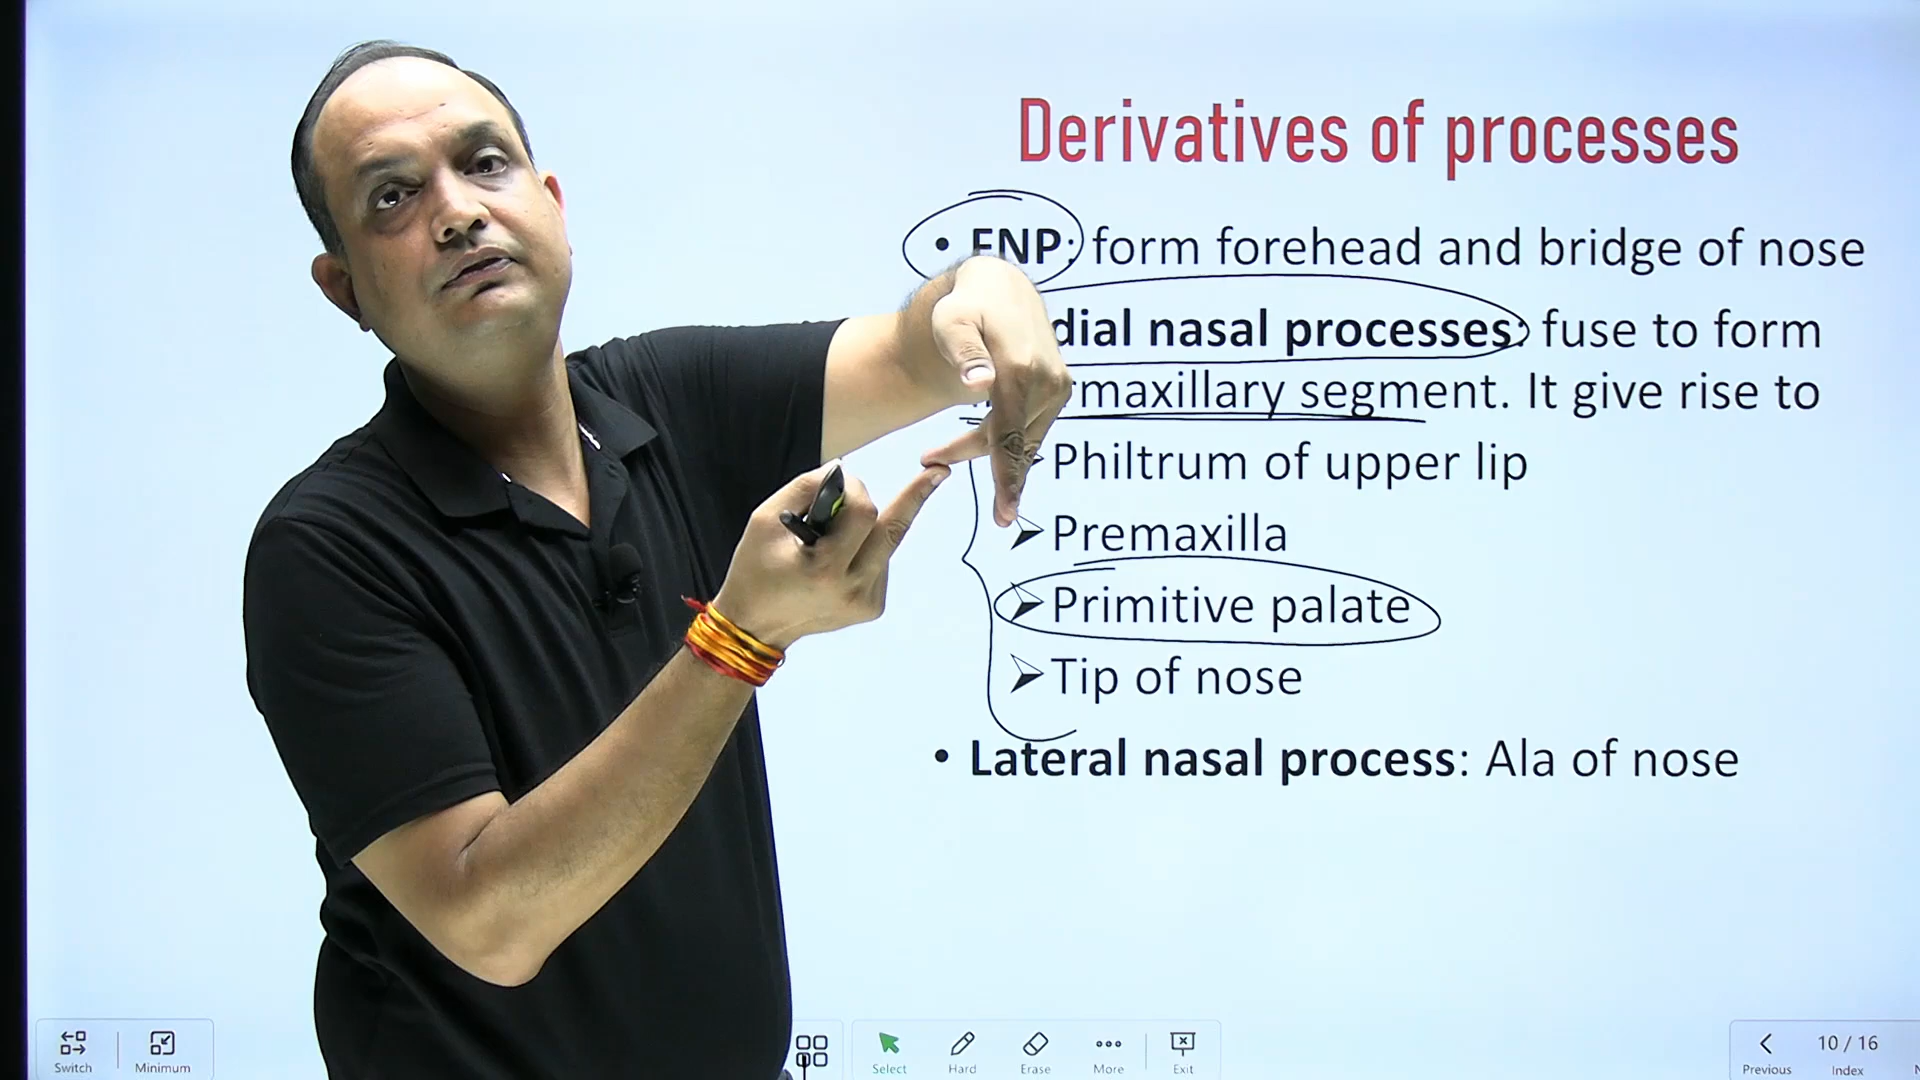 Derivatives of processes
• FNP: form forehead and bridge of nose
dial nasal processes: fuse to form
rmaxillary segment. It give rise to
Philtrum of upper lip
Premaxilla
Primitive palate
Tip of nose
• Lateral nasal process: Ala of nose
Switch
Minimum
Select
Hard
Erase
More
Exit
Previous
10 / 16
Index